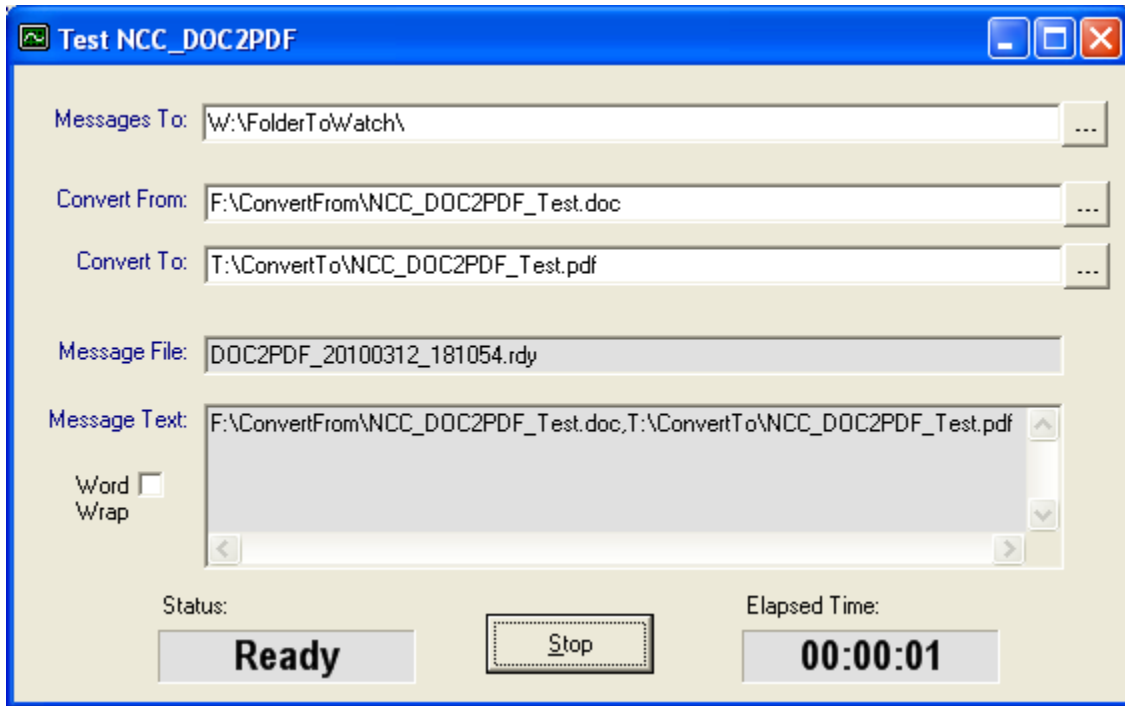 Test NCC_DOC2PDF
Messages To: W:\FolderToWatch\ ...
Convert From: F:\ConvertFrom\NCC_DOC2PDF_Test.doc ...
Convert To: T:\ConvertTo\NCC_DOC2PDF_Test.pdf ...
Message File: DOC2PDF_20100312_181054.rdy
Message Text: F:\ConvertFrom\NCC_DOC2PDF_Test.doc,T:\ConvertTo\NCC_DOC2PDF_Test.pdf
Word
Wrap
Status:
Ready
Stop
Elapsed Time:
00:00:01